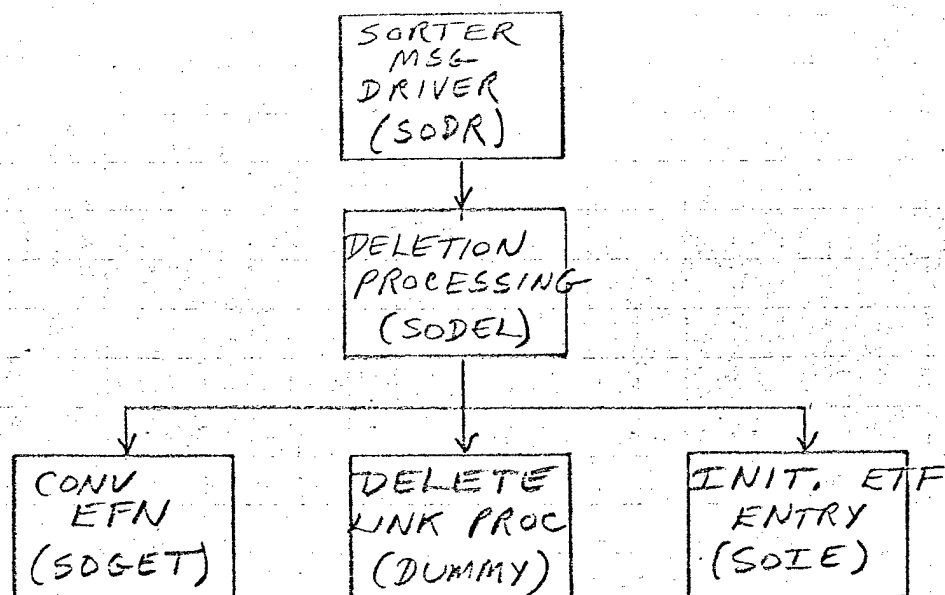 SORTER
MSG
DRIVER
(SODR)
DELETION
PROCESSING
(SODEL)
CONV
EFN
(SOGET)
DELETE
LINK PROC
(DUMMY)
INIT. ETF
ENTRY
(SOIE)